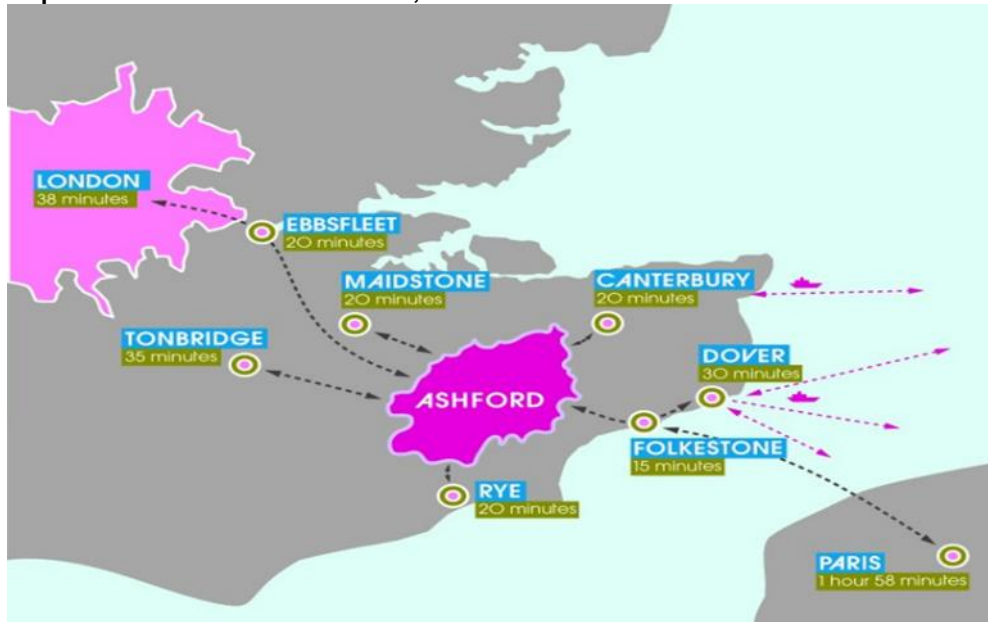 LONDON
38 minutes
EBBSFLEET
20 minutes
MAIDSTONE
20 minutes
CANTERBURY
20 minutes
TONBRIDGE
35 minutes
DOVER
30 minutes
ASHFORD
FOLKESTONE
15 minutes
RYE
20 minutes
PARIS
1 hour 58 minutes